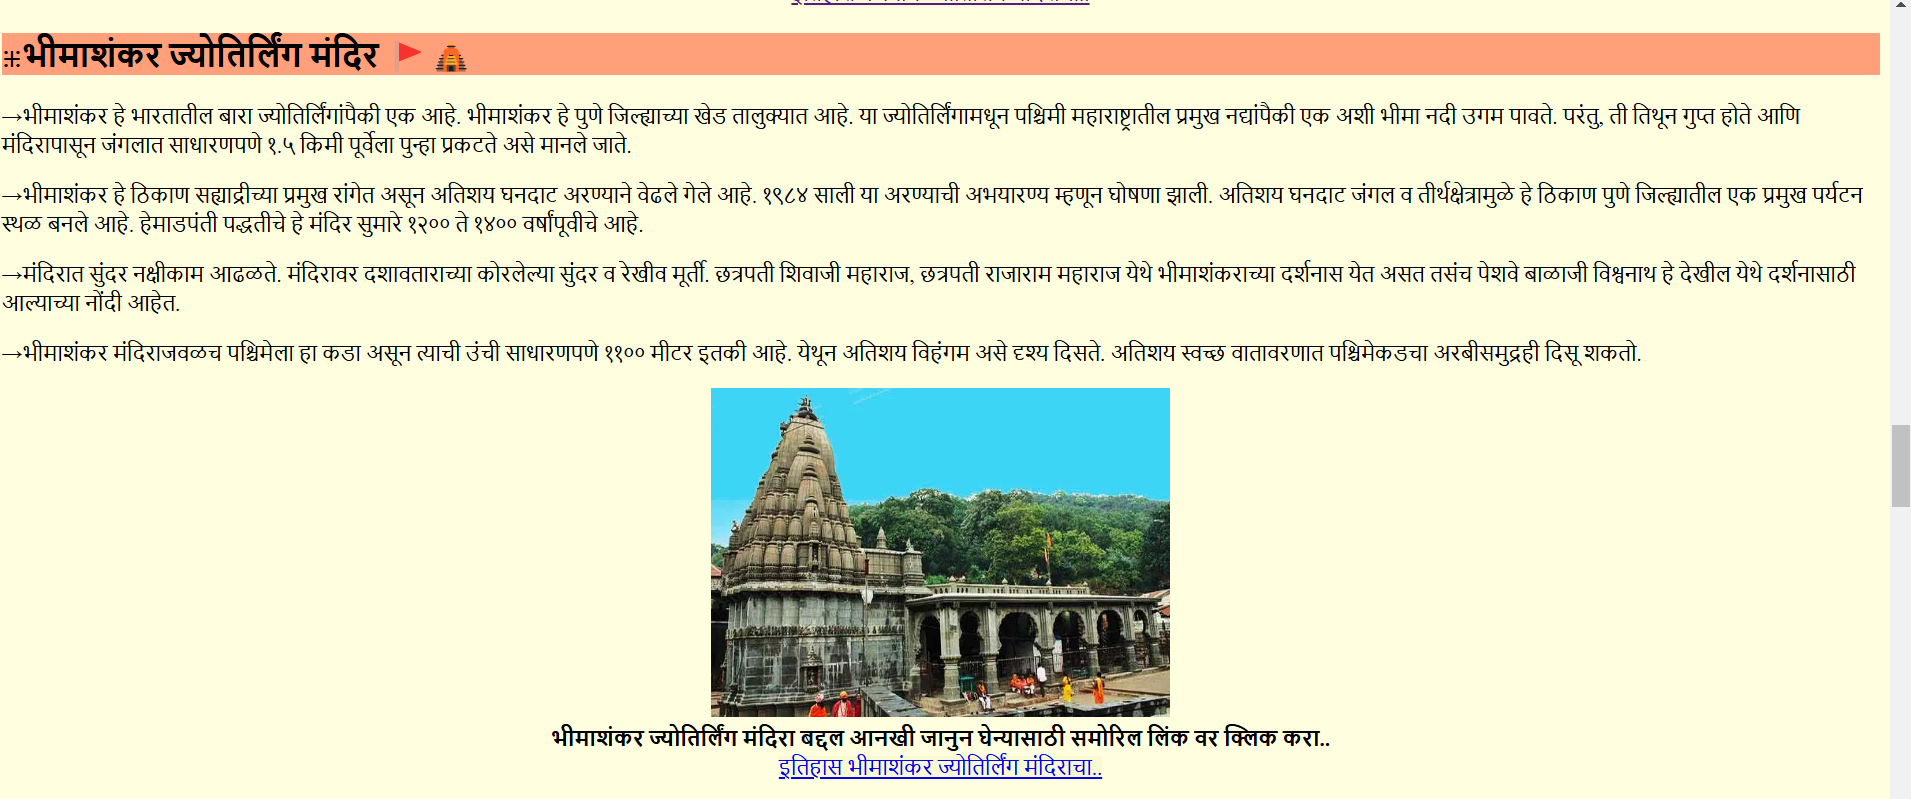 ⁜भीमाशंकर ज्योतिर्लिंग मंदिर 🚩 🛕
→भीमाशंकर हे भारतातील बारा ज्योतिर्लिंगांपैकी एक आहे. भीमाशंकर हे पुणे जिल्ह्याच्या खेड तालुक्यात आहे. या ज्योतिर्लिंगामधून पश्चिमी महाराष्ट्रातील प्रमुख नद्यांपैकी एक अशी भीमा नदी उगम पावते. परंतु, ती तिथून गुप्त होते आणि
मंदिरापासून जंगलात साधारणपणे १.५ किमी पूर्वेला पुन्हा प्रकटते असे मानले जाते.
→भीमाशंकर हे ठिकाण सह्याद्रीच्या प्रमुख रांगेत असून अतिशय घनदाट अरण्याने वेढले गेले आहे. १९८४ साली या अरण्याची अभयारण्य म्हणून घोषणा झाली. अतिशय घनदाट जंगल व तीर्थक्षेत्रामुळे हे ठिकाण पुणे जिल्ह्यातील एक प्रमुख पर्यटन
स्थळ बनले आहे. हेमाडपंती पद्धतीचे हे मंदिर सुमारे १२०० ते १४०० वर्षांपूवीचे आहे.
→मंदिरात सुंदर नक्षीकाम आढळते. मंदिरावर दशावताराच्या कोरलेल्या सुंदर व रेखीव मूर्ती. छत्रपती शिवाजी महाराज, छत्रपती राजाराम महाराज येथे भीमाशंकराच्या दर्शनास येत असत तसंच पेशवे बाळाजी विश्वनाथ हे देखील येथे दर्शनासाठी
आल्याच्या नोंदी आहेत.
→भीमाशंकर मंदिराजवळच पश्चिमेला हा कडा असून त्याची उंची साधारणपणे ११०० मीटर इतकी आहे. येथून अतिशय विहंगम असे दृश्य दिसते. अतिशय स्वच्छ वातावरणात पश्चिमेकडचा अरबीसमुद्रही दिसू शकतो.
भीमाशंकर ज्योतिर्लिंग मंदिरा बद्दल आनखी जानुन घेन्यासाठी समोरिल लिंक वर क्लिक करा..
इतिहास भीमाशंकर ज्योतिर्लिंग मंदिराचा..